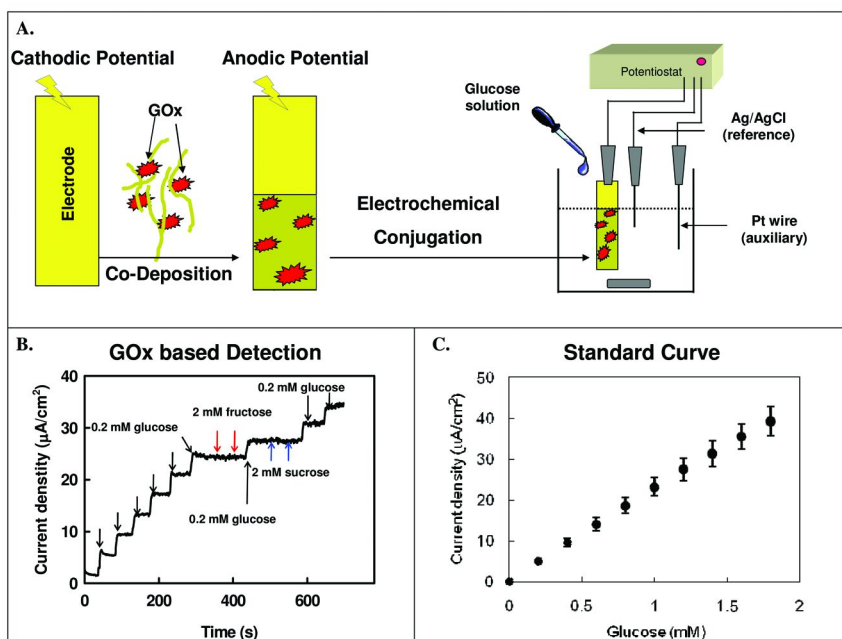 A.
Cathodic Potential
Anodic Potential
GOx
Electrode
Co-Deposition
Electrochemical
Conjugation
Glucose
solution
Potentiostat
Ag/AgCl
(reference)
Pt wire
(auxiliary)
B.
GOx based Detection
Current denstity (µA/cm²)
40
30
20
10
0
0
200
400
600
Time (s)
0.2 mM glucose
2 mM fructose
0.2 mM glucose
2 mM sucrose
0.2 mM glucose
C.
Standard Curve
Current density (uA/cm²)
50
40
30
20
10
0
0
0.5
1
1.5
2
Glucose (mM)